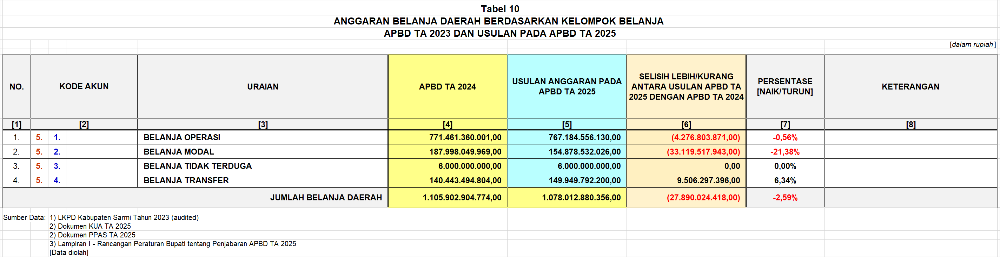 Tabel 10
ANGGARAN BELANJA DAERAH BERDASARKAN KELOMPOK BELANJA
APBD TA 2023 DAN USULAN PADA APBD TA 2025
[dalam rupiah]
NO. KODE AKUN URAIAN APBD TA 2024 USULAN ANGGARAN PADA APBD TA 2025 SELISIH LEBIH/KURANG ANTARA USULAN APBD TA 2025 DENGAN APBD TA 2024 PERSENTASE [NAIK/TURUN] KETERANGAN
[1] [2] [3] [4] [5] [6] [7] [8]
1. 5. 1. BELANJA OPERASI 771.461.360.001,00 767.184.556.130,00 (4.276.803.871,00) -0,56%
2. 5. 2. BELANJA MODAL 187.998.049.969,00 154.878.532.026,00 (33.119.517.943,00) -21,38%
3. 5. 3. BELANJA TIDAK TERDUGA 6.000.000.000,00 6.000.000.000,00 0,00 0,00%
4. 5. 4. BELANJA TRANSFER 140.443.494.804,00 149.949.792.200,00 9.506.297.396,00 6,34%
JUMLAH BELANJA DAERAH 1.105.902.904.774,00 1.078.012.880.356,00 (27.890.024.418,00) -2,59%
Sumber Data: 1) LKPD Kabupaten Sarmi Tahun 2023 (audited)
2) Dokumen KUA TA 2025
2) Dokumen PPAS TA 2025
3) Lampiran I - Rancangan Peraturan Bupati tentang Penjabaran APBD TA 2025
[Data diolah]